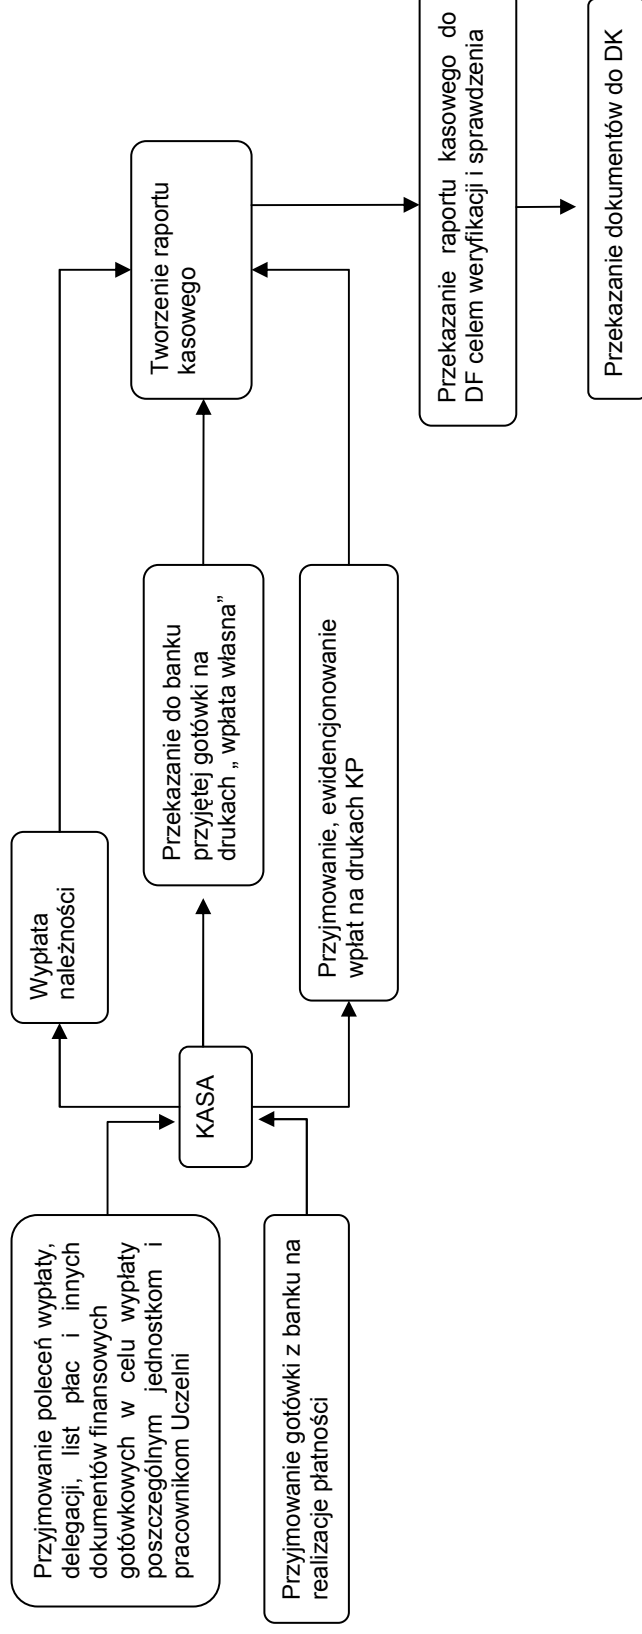 Przyjmowanie poleceń wypłaty,
delegacji, list płac i innych
dokumentów finansowych
gotówkowych w celu wypłaty
poszczególnym jednostkom i
pracownikom Uczelni
Przyjmowanie gotówki z banku na
realizacje płatności
KASA
Wypłata
należności
Przekazanie do banku
przyjętej gotówki na
drukach „ wpłata własna”
Przyjmowanie, ewidencjonowanie
wpłat na drukach KP
Tworzenie raportu
kasowego
Przekazanie raportu kasowego do
DF celem weryfikacji i sprawdzenia
Przekazanie dokumentów do DK